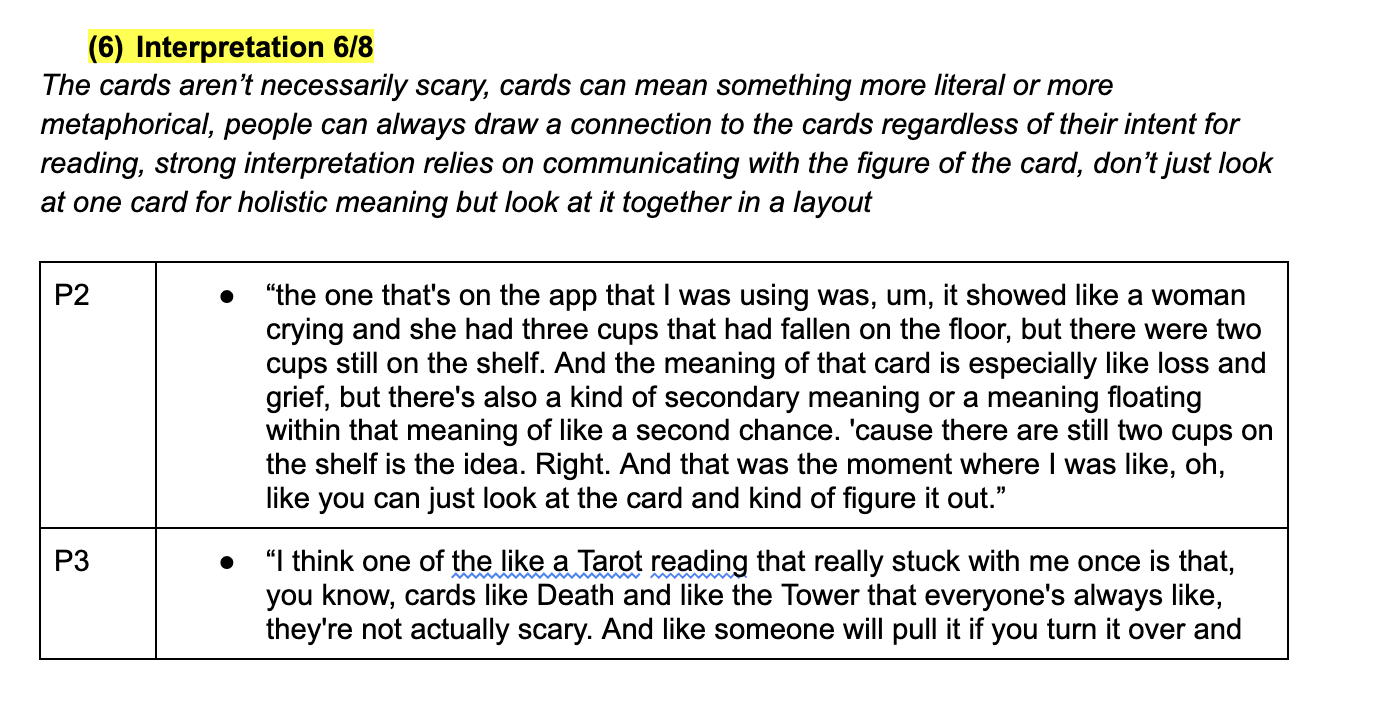 (6) Interpretation 6/8
The cards aren’t necessarily scary, cards can mean something more literal or more
metaphorical, people can always draw a connection to the cards regardless of their intent for
reading, strong interpretation relies on communicating with the figure of the card, don’t just look
at one card for holistic meaning but look at it together in a layout
P2
● “the one that's on the app that I was using was, um, it showed like a woman
crying and she had three cups that had fallen on the floor, but there were two
cups still on the shelf. And the meaning of that card is especially like loss and
grief, but there's also a kind of secondary meaning or a meaning floating
within that meaning of like a second chance. 'cause there are still two cups on
the shelf is the idea. Right. And that was the moment where I was like, oh,
like you can just look at the card and kind of figure it out.”
P3
● “I think one of the like a Tarot reading that really stuck with me once is that,
you know, cards like Death and like the Tower that everyone's always like,
they're not actually scary. And like someone will pull it if you turn it over and